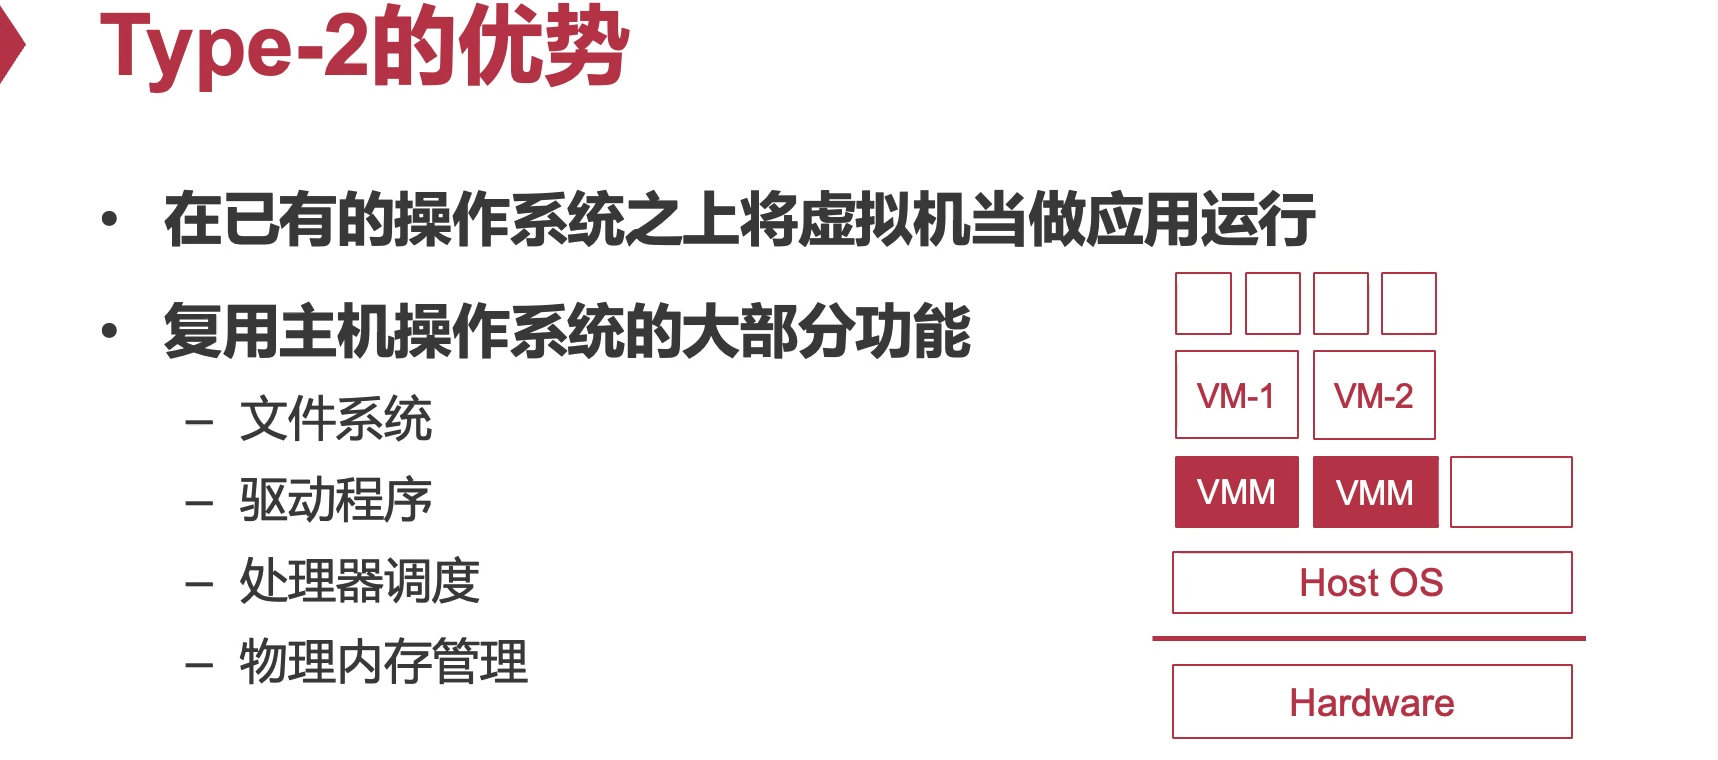 Type-2的优势
• 在已有的操作系统之上将虚拟机当做应用运行
• 复用主机操作系统的大部分功能
– 文件系统
– 驱动程序
– 处理器调度
– 物理内存管理
VM-1 VM-2
VMM VMM
Host OS
Hardware